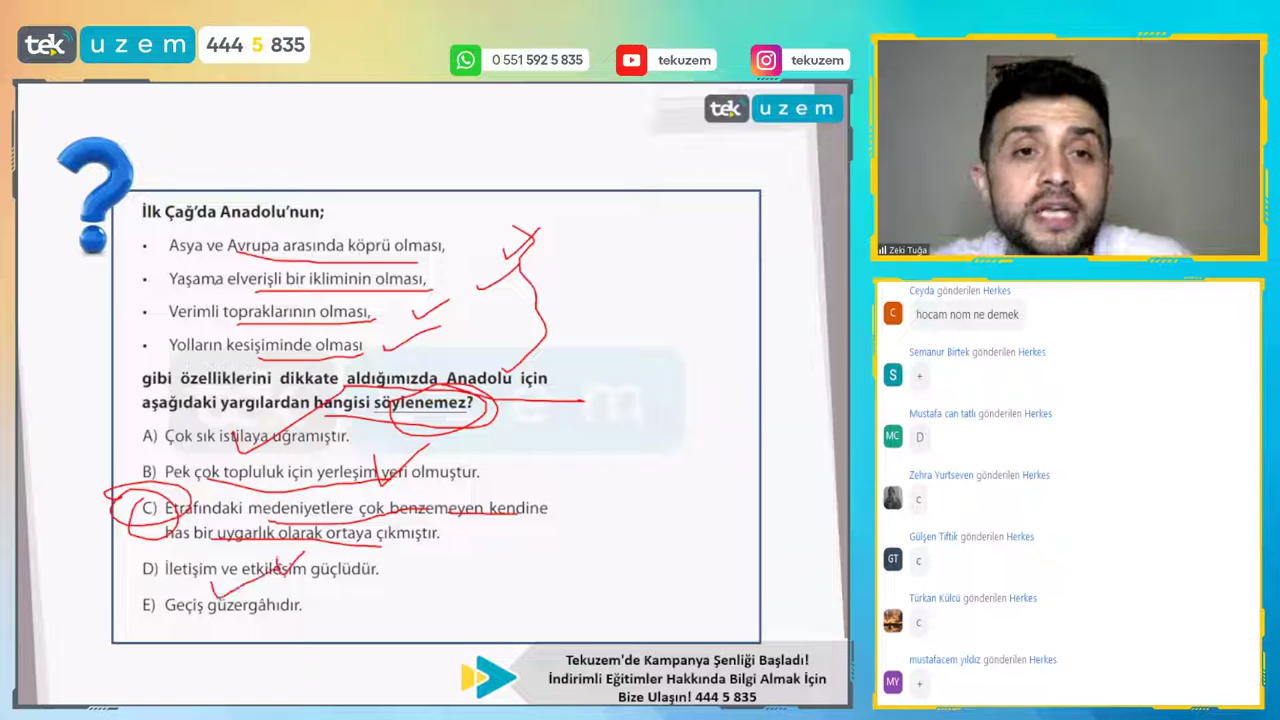 tek uzem 444 5 835
0 551 592 5 835
tekuzem
tekuzem
tek uzem
İlk Çağ'da Anadolu'nun;
• Asya ve Avrupa arasında köprü olması,
• Yaşama elverişli bir ikliminin olması,
• Verimli topraklarının olması,
• Yolların kesişiminde olması
gibi özelliklerini dikkate aldığımızda Anadolu için
aşağıdaki yargılardan hangisi söylenemez?
A) Çok sık istilaya uğramıştır.
B) Pek çok topluluk için yerleşim yeri olmuştur.
C) Etrafındaki medeniyetlere çok benzemeyen kendine
has bir uygarlık olarak ortaya çıkmıştır.
D) İletişim ve etkileşim güçlüdür.
E) Geçiş güzergâhıdır.
Tekuzem'de Kampanya Şenliği Başladı!
İndirimli Eğitimler Hakkında Bilgi Almak İçin
Bize Ulaşın! 444 5 835
Zeki Tuğa
Ceyda gönderilen Herkes
C hocam nom ne demek
Semanur Birtek gönderilen Herkes
S +
Mustafa can tatlı gönderilen Herkes
MC D
Zehra Yurtseven gönderilen Herkes
c
Gülşen Tiftik gönderilen Herkes
GT c
Türkan Külcü gönderilen Herkes
c
mustafacem yıldız gönderilen Herkes
MY +